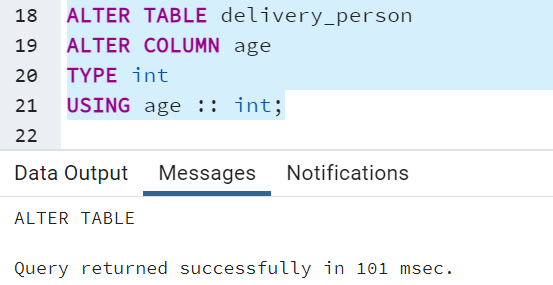 18 ALTER TABLE delivery_person
19 ALTER COLUMN age
20 TYPE int
21 USING age :: int;
22
Data Output Messages Notifications
ALTER TABLE
Query returned successfully in 101 msec.